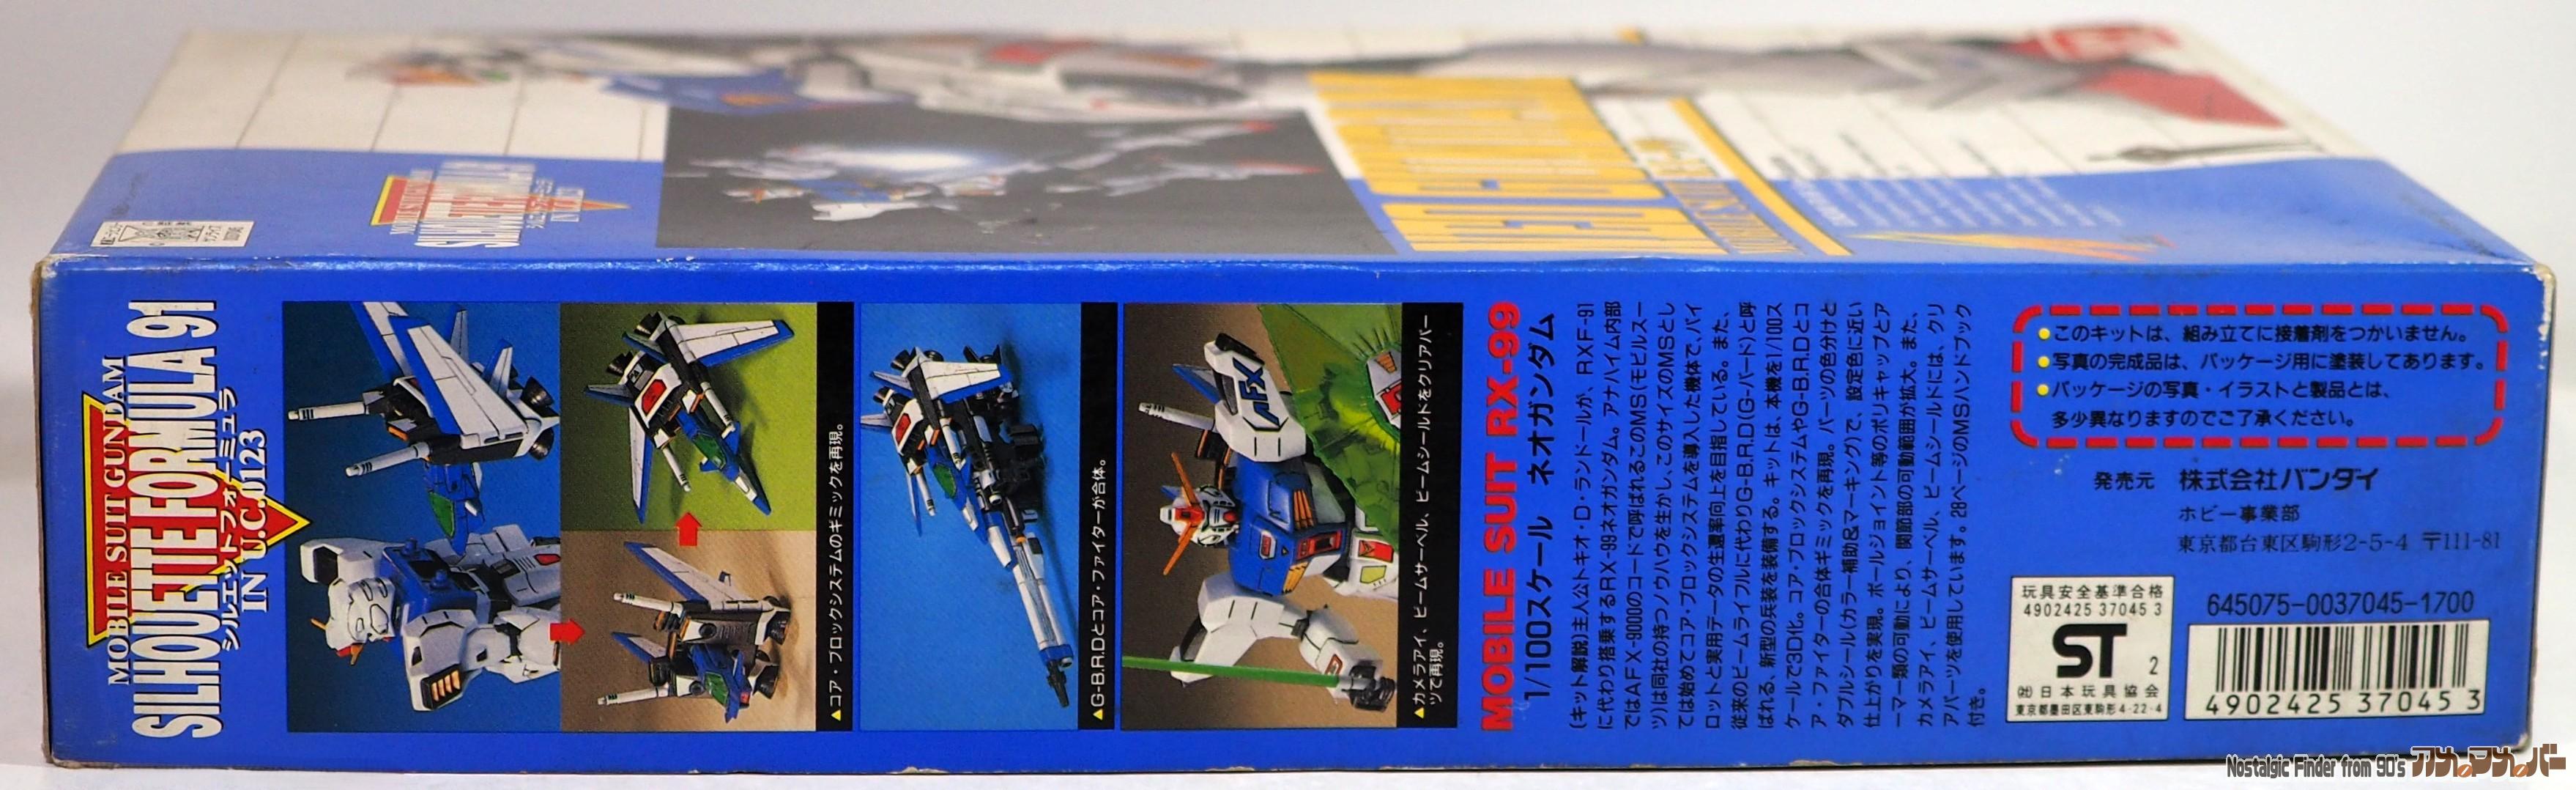 MOBILE SUIT GUNDAM
SILHOUETTE FORMULA 91
シルエットフォーミュラ
IN U.C.0123
▲コア・ブロックシステムのギミックを再現。
▲G-B.R.Dとコア・ファイターが合体。
AFX
▲カメラアイ、ビームサーベル、ビームシールドをクリアパー
ツで再現。
MOBILE SUIT RX-99
1/100スケール ネオガンダム
(キット解説)主人公トキオ・D・ランドールが、RXF-91
に代わり搭乗するRX-99ネオガンダム。アナハイム内部
ではAFX-9000のコードで呼ばれるこのMS(モビルスー
ツ)は同社の持つノウハウを生かし、このサイズのMSとし
ては始めてコア・ブロックシステムを導入した機体で、パイ
ロットと実用データの生還率向上を目指している。また、
従来のビームライフルに代わりG-B.R.D(G-バード)と呼
ばれる、新型の兵装を装備する。キットは、本機を1/100ス
ケールで3D化。コア・ブロックシステムやG-B.R.Dとコ
ア・ファイターの合体ギミックを再現。パーツの色分けと
ダブルシール(カラー補助&マーキング)で、設定色に近い
仕上がりを実現。ボールジョイント等のポリキャップとア
ーマー類の可動により、関節部の可動範囲が拡大。また、
カメラアイ、ビームサーベル、ビームシールドには、クリ
アパーツを使用しています。28ページのMSハンドブック
付き。
●このキットは、組み立てに接着剤をつかいません。
●写真の完成品は、パッケージ用に塗装してあります。
●パッケージの写真・イラストと製品とは、
多少異なりますのでご了承ください。
発売元 株式会社バンダイ
ホビー事業部
東京都台東区駒形2-5-4 〒111-81
玩具安全基準合格
4902425 37045 3
ST
2
(社)日本玩具協会
東京都墨田区東駒形4-22-4
645075-0037045-1700
4902425 370453
Nostalgic Finder from 90's アカ。アカ。バー